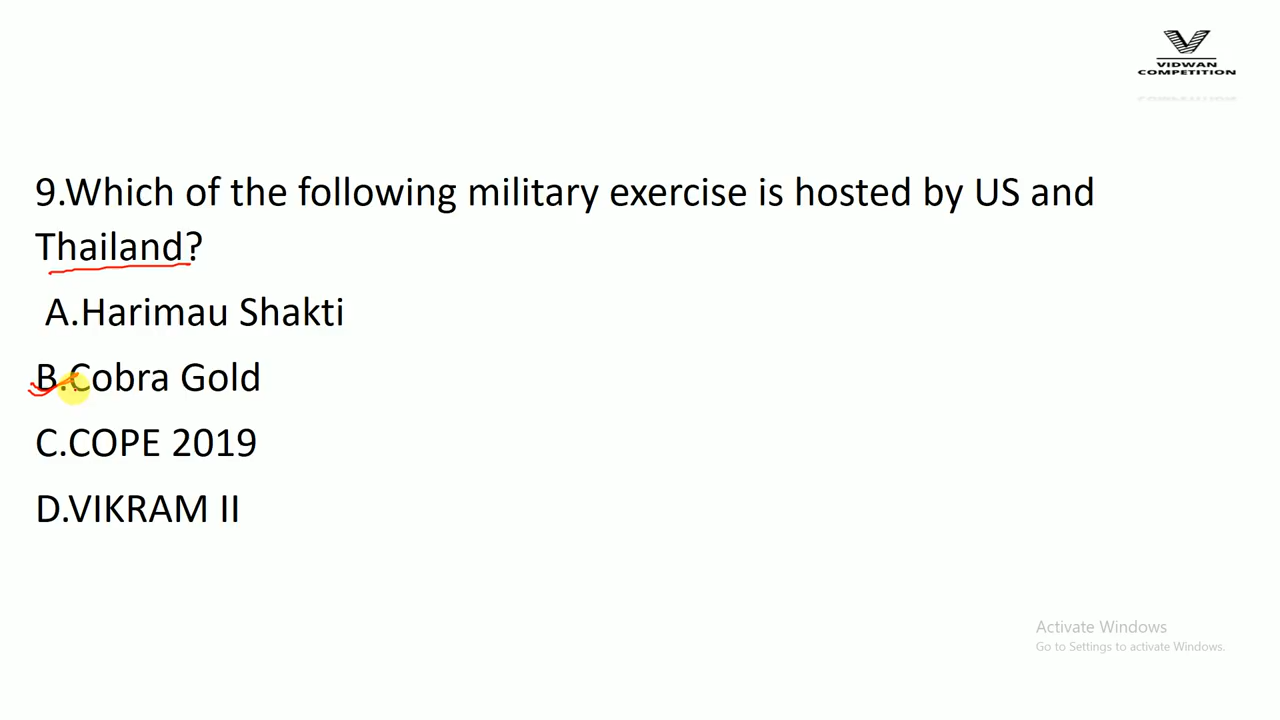 VIDWAN
COMPETITION
9.Which of the following military exercise is hosted by US and
Thailand?
A.Harimau Shakti
B.Cobra Gold
C.COPE 2019
D.VIKRAM II
Activate Windows
Go to Settings to activate Windows.